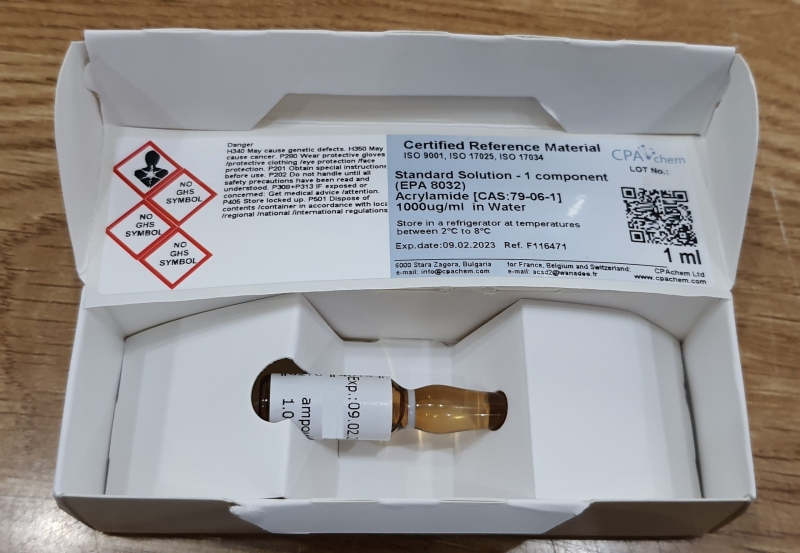 Danger
H340 May cause genetic defects. H350 May
cause cancer. P280 Wear protective gloves
/protective clothing /eye protection /face
protection. P201 Obtain special instructions
before use. P202 Do not handle until all
safety precautions have been read and
understood. P308+P313 IF exposed or
concerned: Get medical advice /attention.
P405 Store locked up. P501 Dispose of
contents /container in accordance with local
/regional /national /international regulations
NO
GHS
SYMBOL
NO
GHS
SYMBOL
NO
GHS
SYMBOL
Certified Reference Material
ISO 9001, ISO 17025, ISO 17034
CPAchem
LOT No.:
Standard Solution - 1 component
(EPA 8032)
Acrylamide [CAS:79-06-1]
1000ug/ml in Water
Store in a refrigerator at temperatures
between 2°C to 8°C
Exp.date:09.02.2023 Ref. F116471
1 ml
6000 Stara Zagora, Bulgaria
e-mail: info@cpachem.com
for France, Belgium and Switzerland:
e-mail: acsd2@wanadoo.fr
CPAchem Ltd
www.cpachem.com
Exp.:09.02.
ampo
1.0